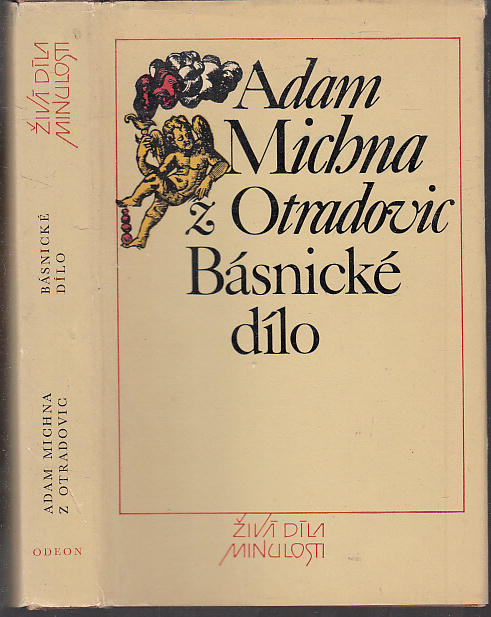 ŽIVÁ DÍLA
MINULOSTI
BÁSNICKÉ
DÍLO
ADAM MICHNA
Z OTRADOVIC
ODEON
Adam
Michna
z Otradovic
Básnické
dílo
ŽIVÁ DÍLA
MINULOSTI